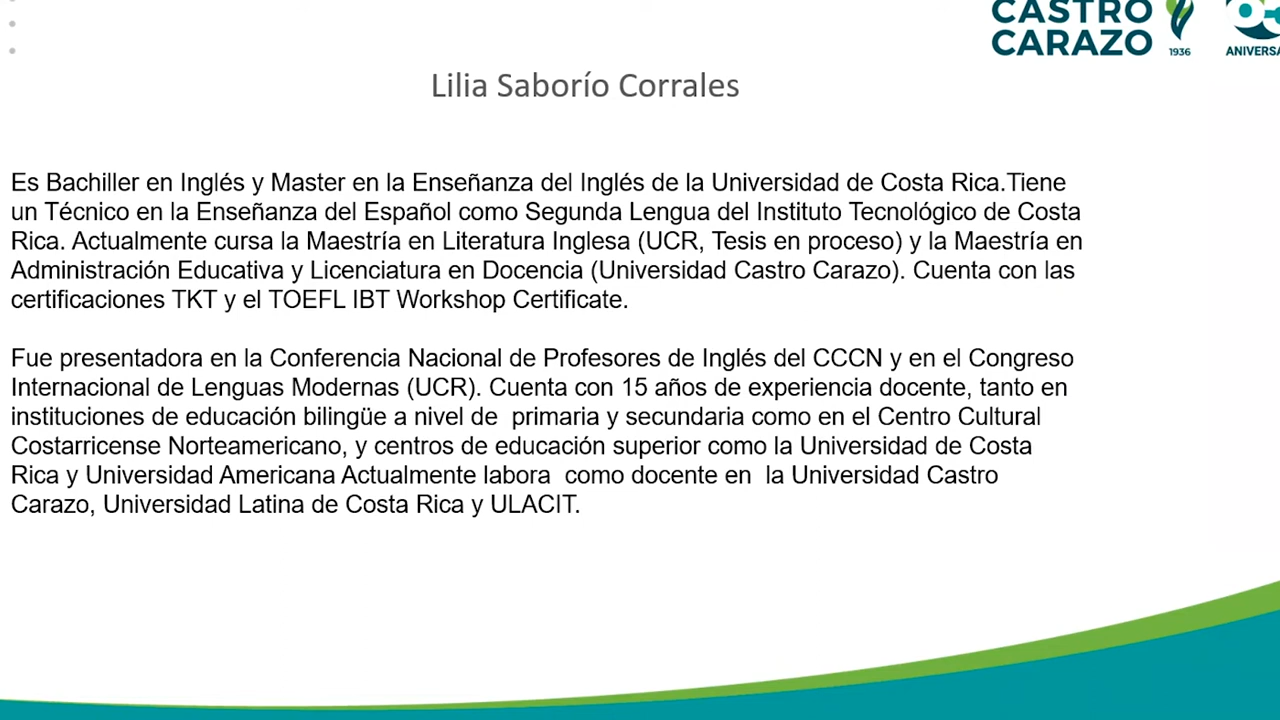 CASTRO
CARAZO
1936
Lilia Saborío Corrales
Es Bachiller en Inglés y Master en la Enseñanza del Inglés de la Universidad de Costa Rica.Tiene
un Técnico en la Enseñanza del Español como Segunda Lengua del Instituto Tecnológico de Costa
Rica. Actualmente cursa la Maestría en Literatura Inglesa (UCR, Tesis en proceso) y la Maestría en
Administración Educativa y Licenciatura en Docencia (Universidad Castro Carazo). Cuenta con las
certificaciones TKT y el TOEFL IBT Workshop Certificate.
Fue presentadora en la Conferencia Nacional de Profesores de Inglés del CCCN y en el Congreso
Internacional de Lenguas Modernas (UCR). Cuenta con 15 años de experiencia docente, tanto en
instituciones de educación bilingüe a nivel de  primaria y secundaria como en el Centro Cultural
Costarricense Norteamericano, y centros de educación superior como la Universidad de Costa
Rica y Universidad Americana Actualmente labora  como docente en  la Universidad Castro
Carazo, Universidad Latina de Costa Rica y ULACIT.